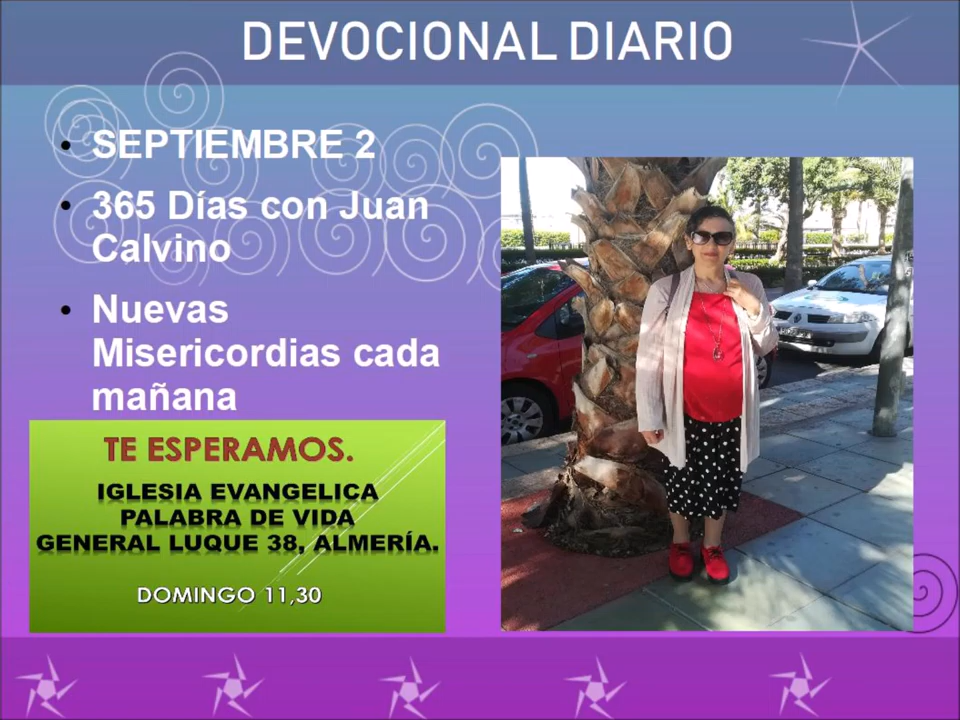 DEVOCIONAL DIARIO
SEPTIEMBRE 2
365 Días con Juan
Calvino
Nuevas
Misericordias cada
mañana
TE ESPERAMOS.
IGLESIA EVANGELICA
PALABRA DE VIDA
GENERAL LUQUE 38, ALMERÍA.
DOMINGO 11,30